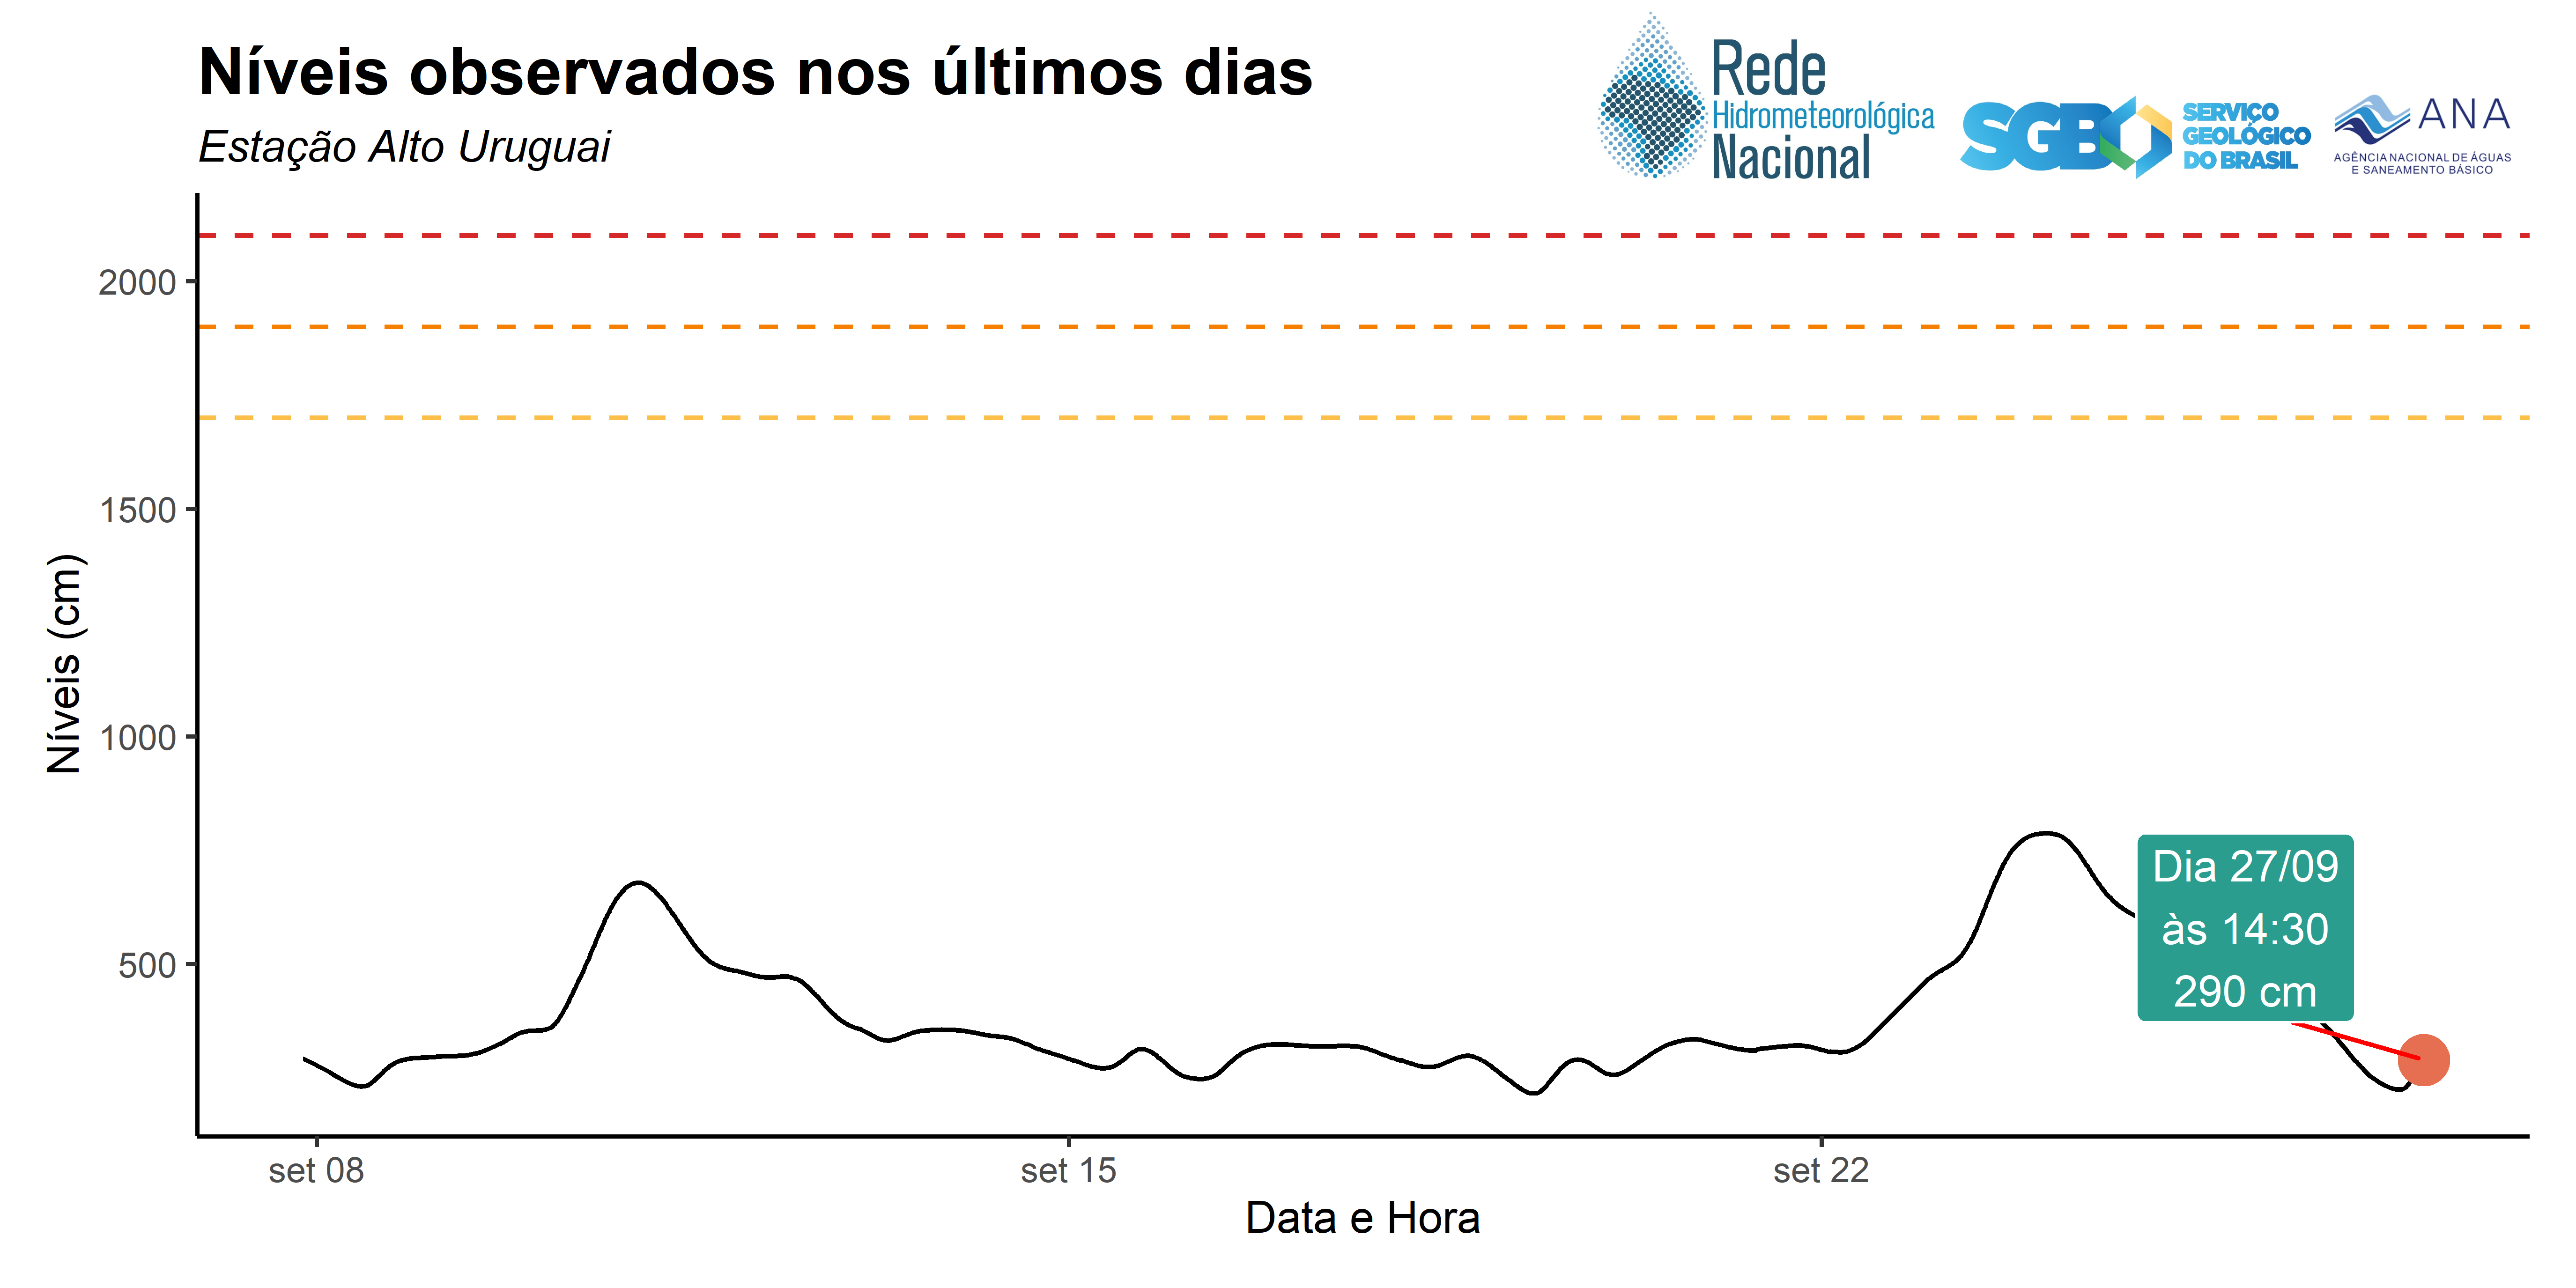 Níveis observados nos últimos dias
Estação Alto Uruguai
Rede
Hidrometeorológica
Nacional
SGB
SERVIÇO
GEOLÓGICO
DO BRASIL
ANA
AGÊNCIA NACIONAL DE ÁGUAS
E SANEAMENTO BÁSICO
Níveis (cm)
2000
1500
1000
500
Dia 27/09
às 14:30
290 cm
set 08
set 15
set 22
Data e Hora